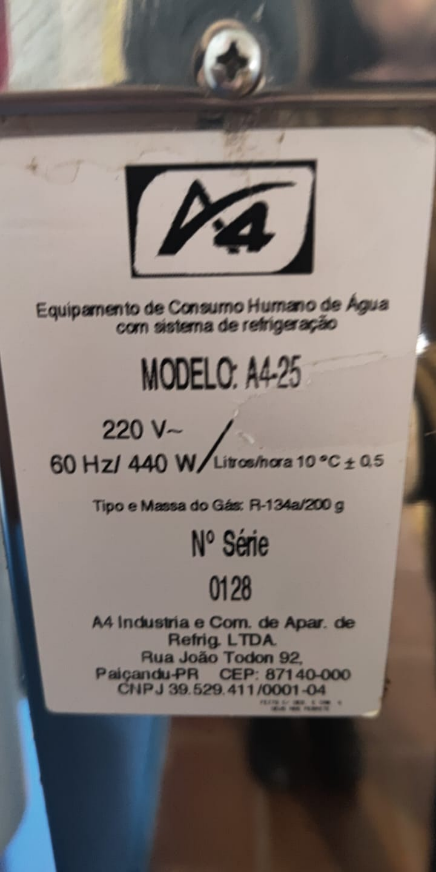 A4
Equipamento de Consumo Humano de Água
com sistema de refrigeração
MODELO: A4-25
220 V~
60 Hz/ 440 W/Litros/hora 10 °C ± 0,5
Tipo e Massa do Gás: R-134a/200 g
Nº Série
0128
A4 Industria e Com. de Apar. de
Refrig. LTDA.
Rua João Todon 92,
Paiçandu-PR CEP: 87140-000
CNPJ 39.529.411/0001-04